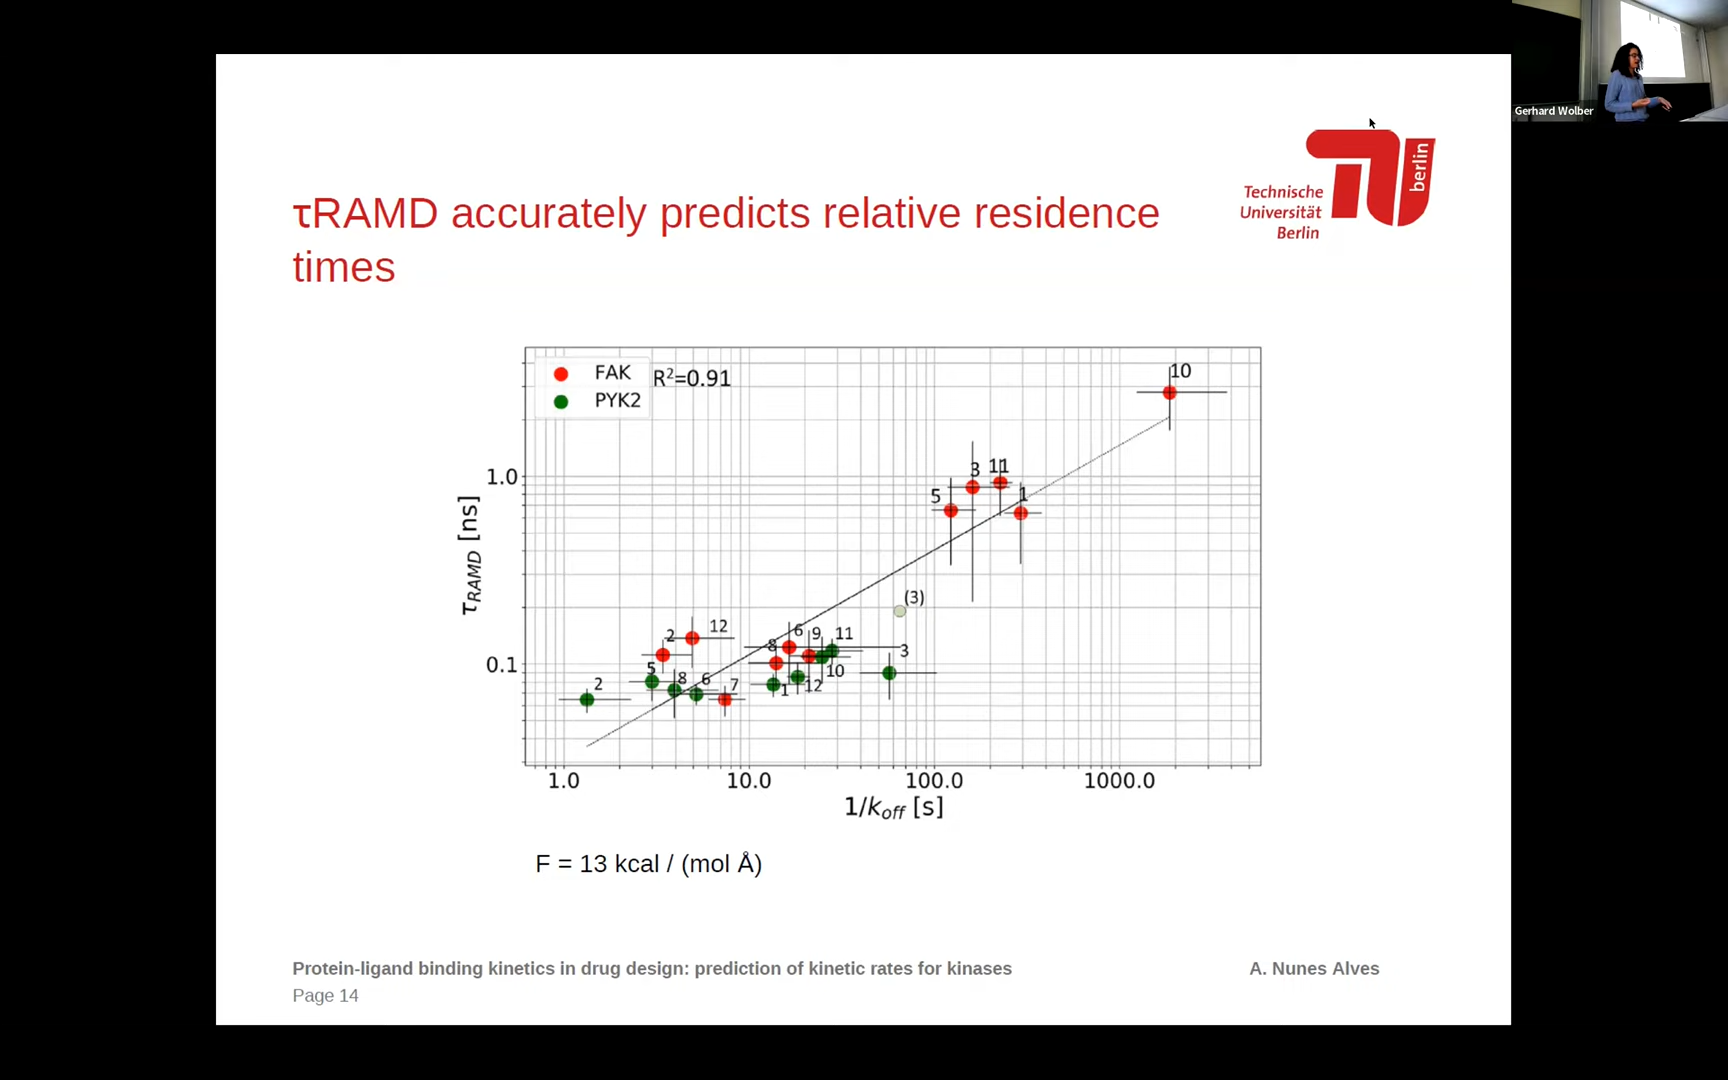 Gerhard Wolber
berlin
Technische
Universität
Berlin
τRAMD accurately predicts relative residence
times
FAK
PYK2
R²=0.91
10
3 11
5
1
(3)
2 12
8 6 9 11
5 8 6 7
2
1 12 10
3
1.0
0.1
τRAMD [ns]
1.0 10.0 100.0 1000.0
1/koff [s]
F = 13 kcal / (mol Å)
Protein-ligand binding kinetics in drug design: prediction of kinetic rates for kinases
A. Nunes Alves
Page 14